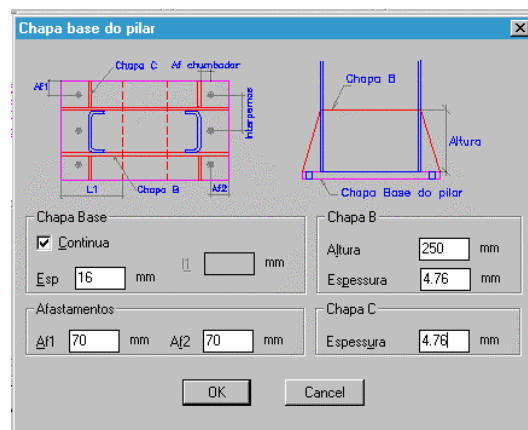 Chapa base do pilar
Chapa C
Af chumbador
Af1
Interpernos
L1
Chapa B
Af2
Chapa B
Altura
Chapa Base do pilar
Chapa Base
Continua
Esp 16 mm
l1 mm
Chapa B
Altura 250 mm
Espessura 4.76 mm
Afastamentos
Af1 70 mm Af2 70 mm
Chapa C
Espessura 4.76 mm
OK Cancel